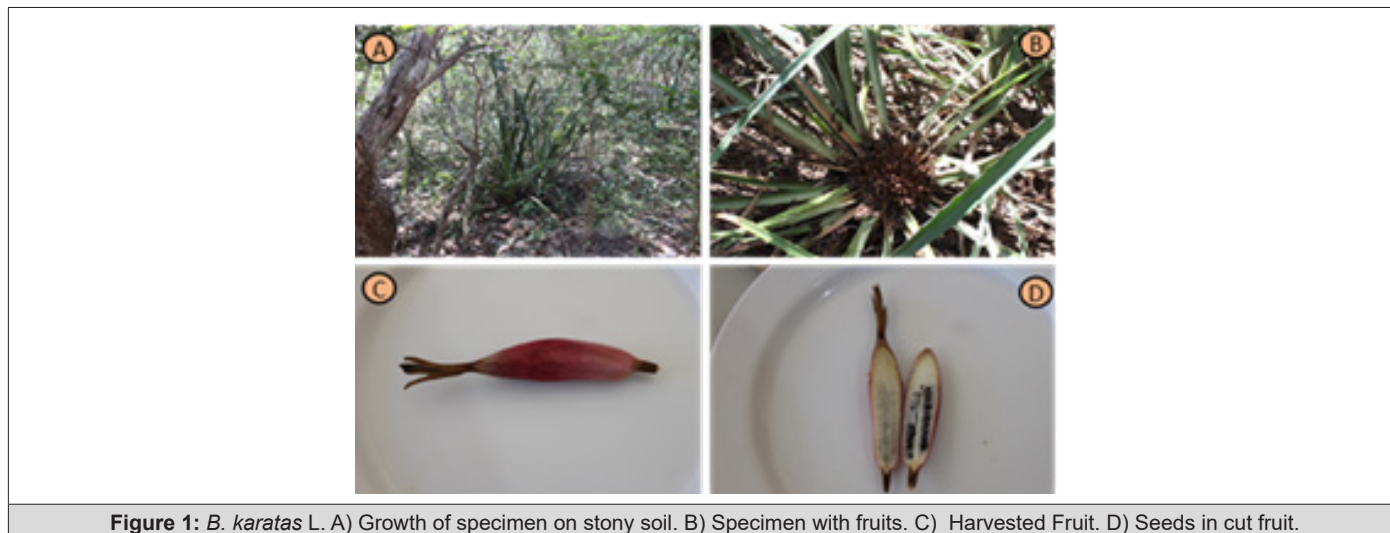 A
B
C
D
Figure 1: B. karatas L. A) Growth of specimen on stony soil. B) Specimen with fruits. C) Harvested Fruit. D) Seeds in cut fruit.